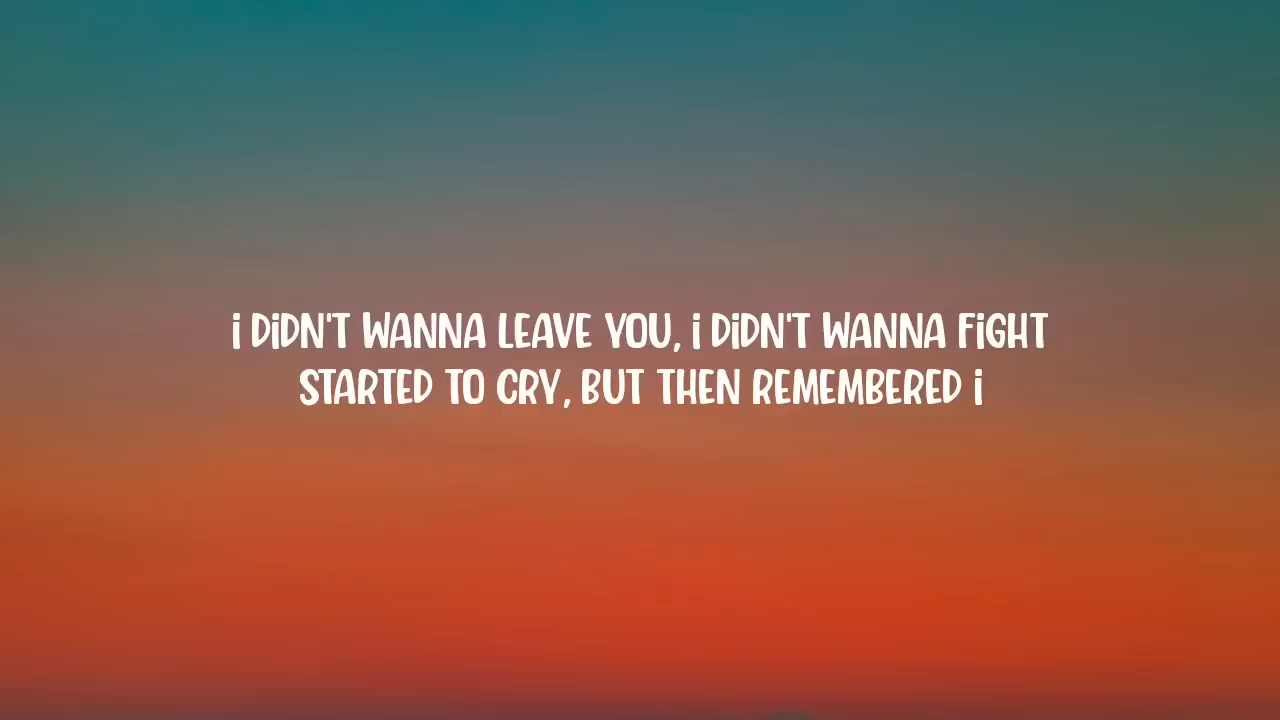 i DiDN'T WANNA LEAVE YOU, i DiDN'T WANNA FiGHT
STARTED TO CRY, BUT THEN REMEMBERED i